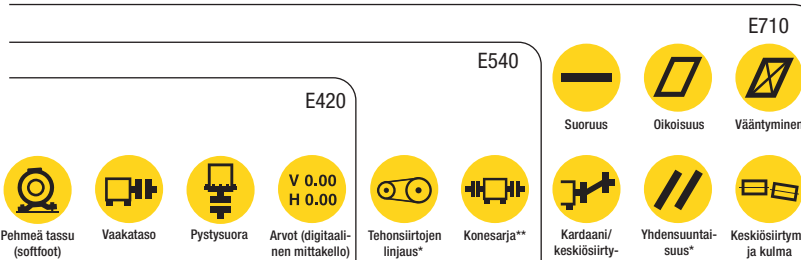 E710
E540
E420
Suoruus
Oikoisuus
Vääntyminen
V 0.00
H 0.00
Pehmeä tassu
(softfoot)
Vaakataso
Pystysuora
Arvot (digitaali-
nen mittakello)
Tehonsiirtojen
linjaus*
Konesarja**
Kardaani/
keskiösiirty-
Yhdensuuntai-
suus*
Keskiösiirtym
ja kulma